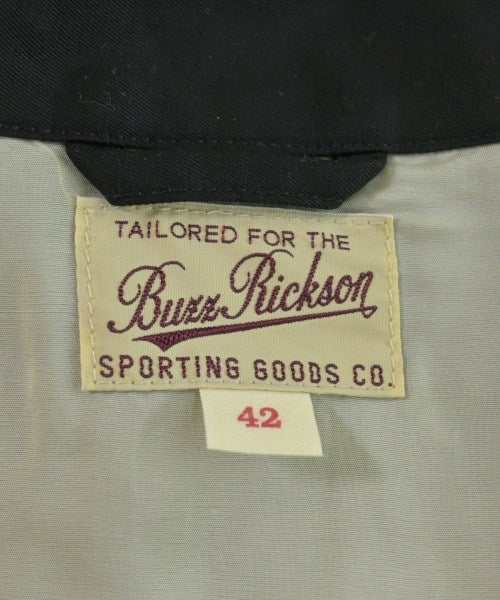 TAILORED FOR THE
Buzz Rickson
SPORTING GOODS CO.
42